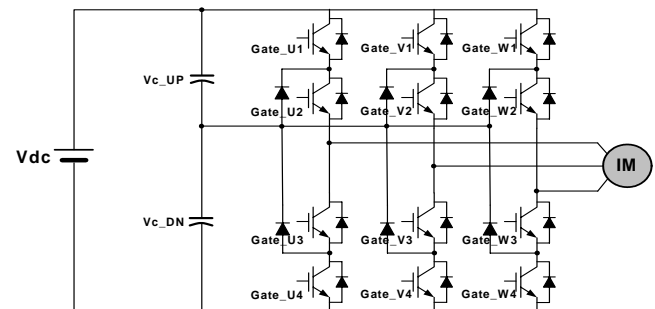 Gate_U1
Gate_V1
Gate_W1
Vc_UP
Gate_U2
Gate_V2
Gate_W2
Vdc
IM
Vc_DN
Gate_U3
Gate_V3
Gate_W3
Gate_U4
Gate_V4
Gate_W4